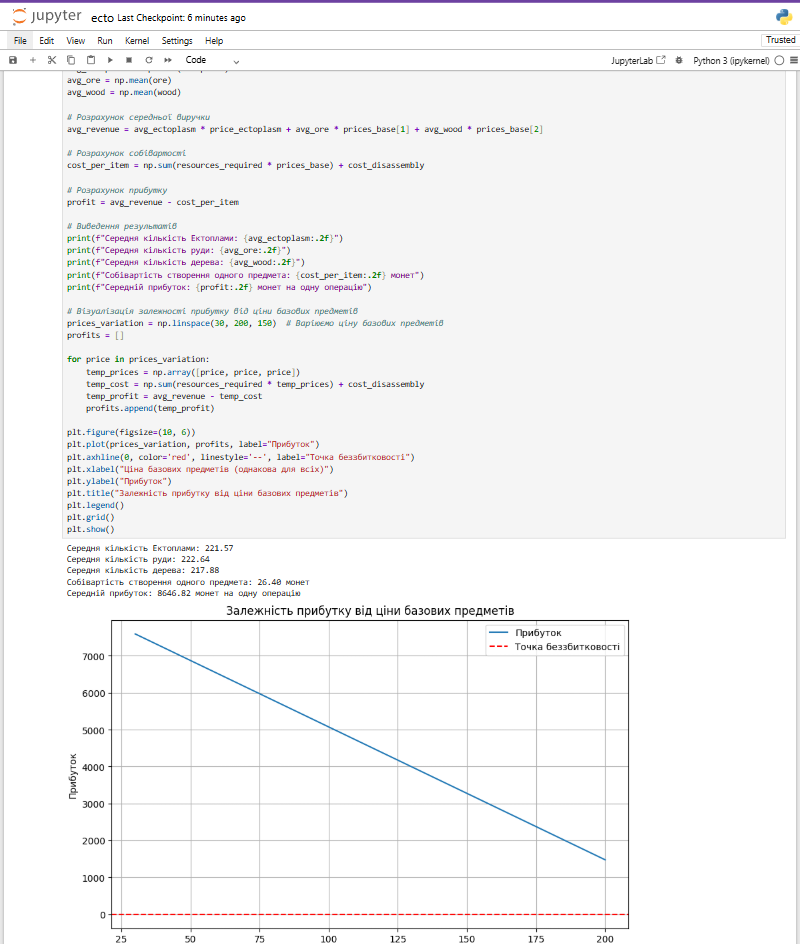 jupyter ecto Last Checkpoint: 6 minutes ago
File Edit View Run Kernel Settings Help Trusted
Code JupyterLab Python 3 (ipykernel)
avg_ore = np.mean(ore)
avg_wood = np.mean(wood)
# Розрахунок середньої виручки
avg_revenue = avg_ectoplasm * price_ectoplasm + avg_ore * prices_base[1] + avg_wood * prices_base[2]
# Розрахунок собівартості
cost_per_item = np.sum(resources_required * prices_base) + cost_disassembly
# Розрахунок прибутку
profit = avg_revenue - cost_per_item
# Виведення результатів
print(f"Середня кількість Ектоплами: {avg_ectoplasm:.2f}")
print(f"Середня кількість руди: {avg_ore:.2f}")
print(f"Середня кількість дерева: {avg_wood:.2f}")
print(f"Собівартість створення одного предмета: {cost_per_item:.2f} монет")
print(f"Середній прибуток: {profit:.2f} монет на одну операцію")
# Візуалізація залежності прибутку від ціни базових предметів
prices_variation = np.linspace(30, 200, 150)  # Варіюємо ціну базових предметів
profits = []
for price in prices_variation:
    temp_prices = np.array([price, price, price])
    temp_cost = np.sum(resources_required * temp_prices) + cost_disassembly
    temp_profit = avg_revenue - temp_cost
    profits.append(temp_profit)
plt.figure(figsize=(10, 6))
plt.plot(prices_variation, profits, label="Прибуток")
plt.axhline(0, color='red', linestyle='--', label="Точка беззбитковості")
plt.xlabel("Ціна базових предметів (однакова для всіх)")
plt.ylabel("Прибуток")
plt.title("Залежність прибутку від ціни базових предметів")
plt.legend()
plt.grid()
plt.show()
Середня кількість Ектоплами: 221.57
Середня кількість руди: 222.64
Середня кількість дерева: 217.88
Собівартість створення одного предмета: 26.40 монет
Середній прибуток: 8646.82 монет на одну операцію
Залежність прибутку від ціни базових предметів
Прибуток
Точка беззбитковості
7000
6000
5000
4000
3000
2000
1000
0
Прибуток
25 50 75 100 125 150 175 200